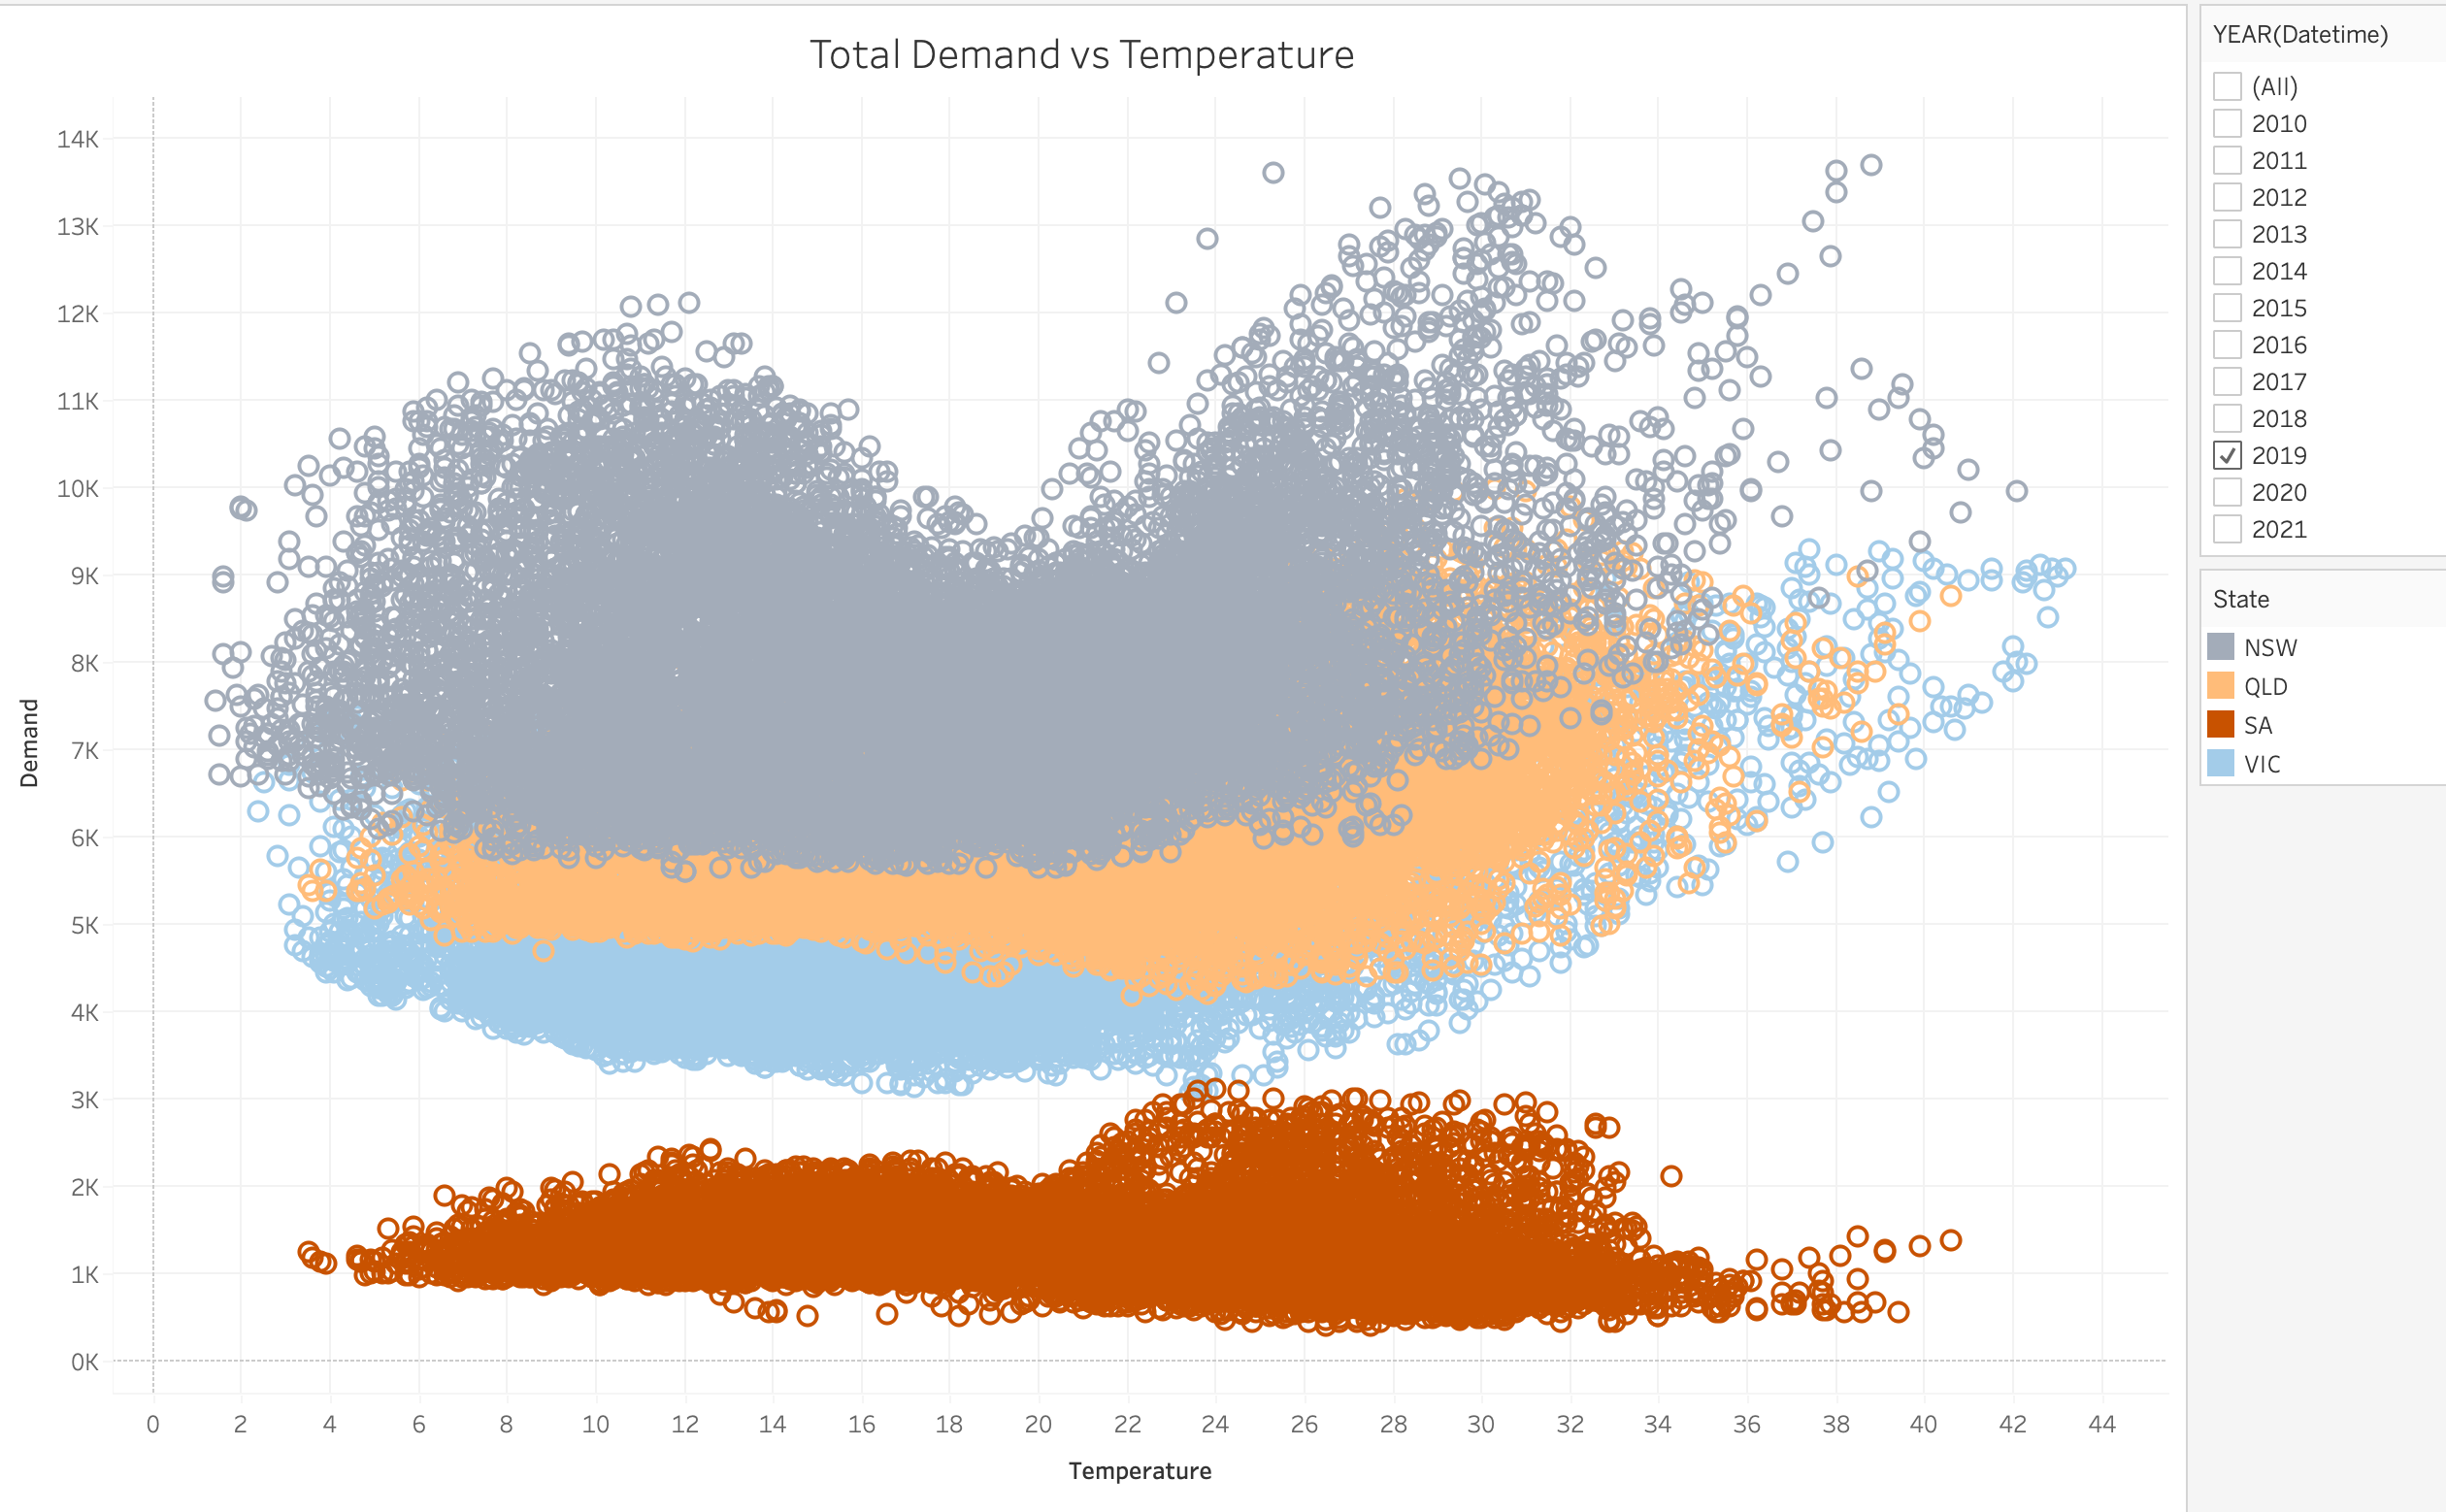 Total Demand vs Temperature
14K
13K
12K
11K
10K
9K
8K
7K
6K
5K
4K
3K
2K
1K
0K
Demand
0 2 4 6 8 10 12 14 16 18 20 22 24 26 28 30 32 34 36 38 40 42 44
Temperature
YEAR(Datetime)
(All)
2010
2011
2012
2013
2014
2015
2016
2017
2018
2019
2020
2021
State
NSW
QLD
SA
VIC